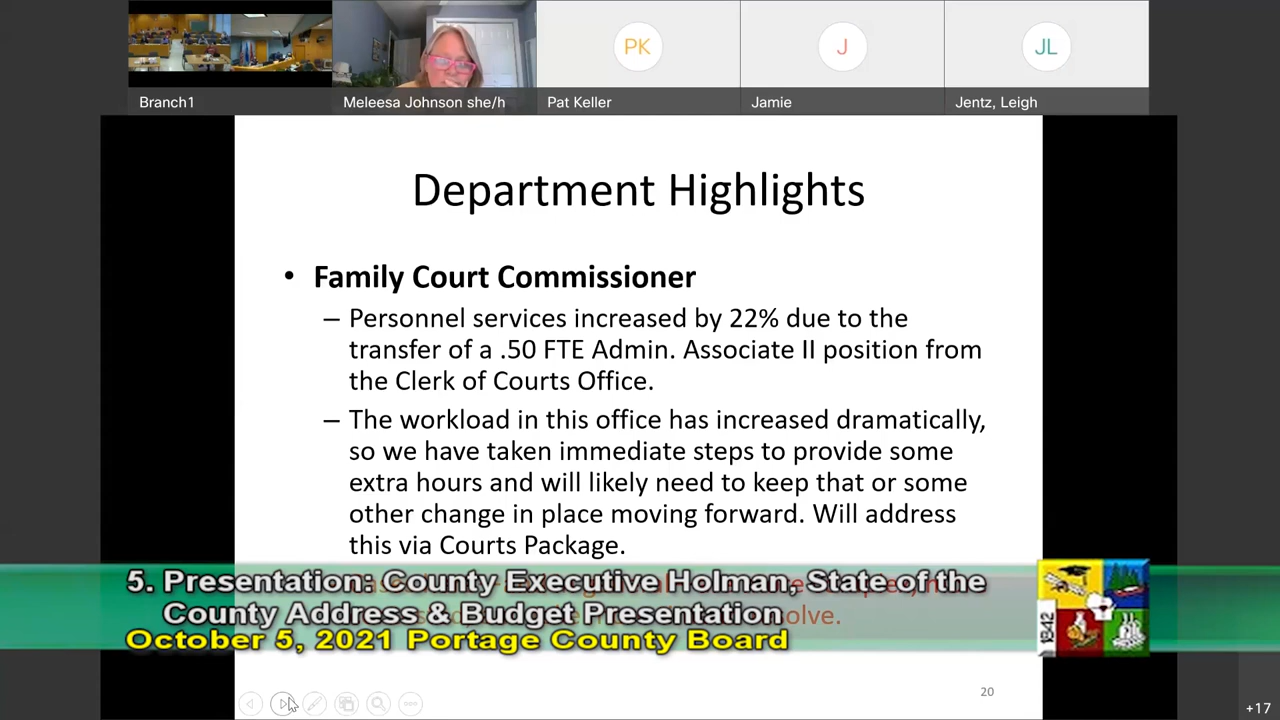 PK
J
JL
Branch1
Meleesa Johnson she/h
Pat Keller
Jamie
Jentz, Leigh
Department Highlights
• Family Court Commissioner
– Personnel services increased by 22% due to the
transfer of a .50 FTE Admin. Associate II position from
the Clerk of Courts Office.
– The workload in this office has increased dramatically,
so we have taken immediate steps to provide some
extra hours and will likely need to keep that or some
other change in place moving forward. Will address
this via Courts Package.
5. Presentation: County Executive Holman, State of the
County Address & Budget Presentation
solve.
October 5, 2021 Portage County Board
1842
20
+17